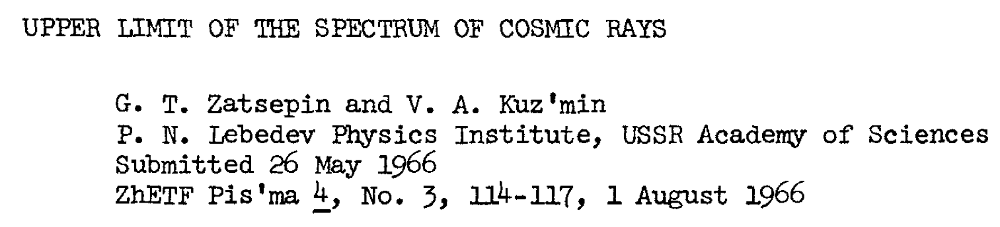 UPPER LIMIT OF THE SPECTRUM OF COSMIC RAYS
G. T. Zatsepin and V. A. Kuz'min
P. N. Lebedev Physics Institute, USSR Academy of Sciences
Submitted 26 May 1966
ZhETF Pis'ma 4, No. 3, 114-117, 1 August 1966